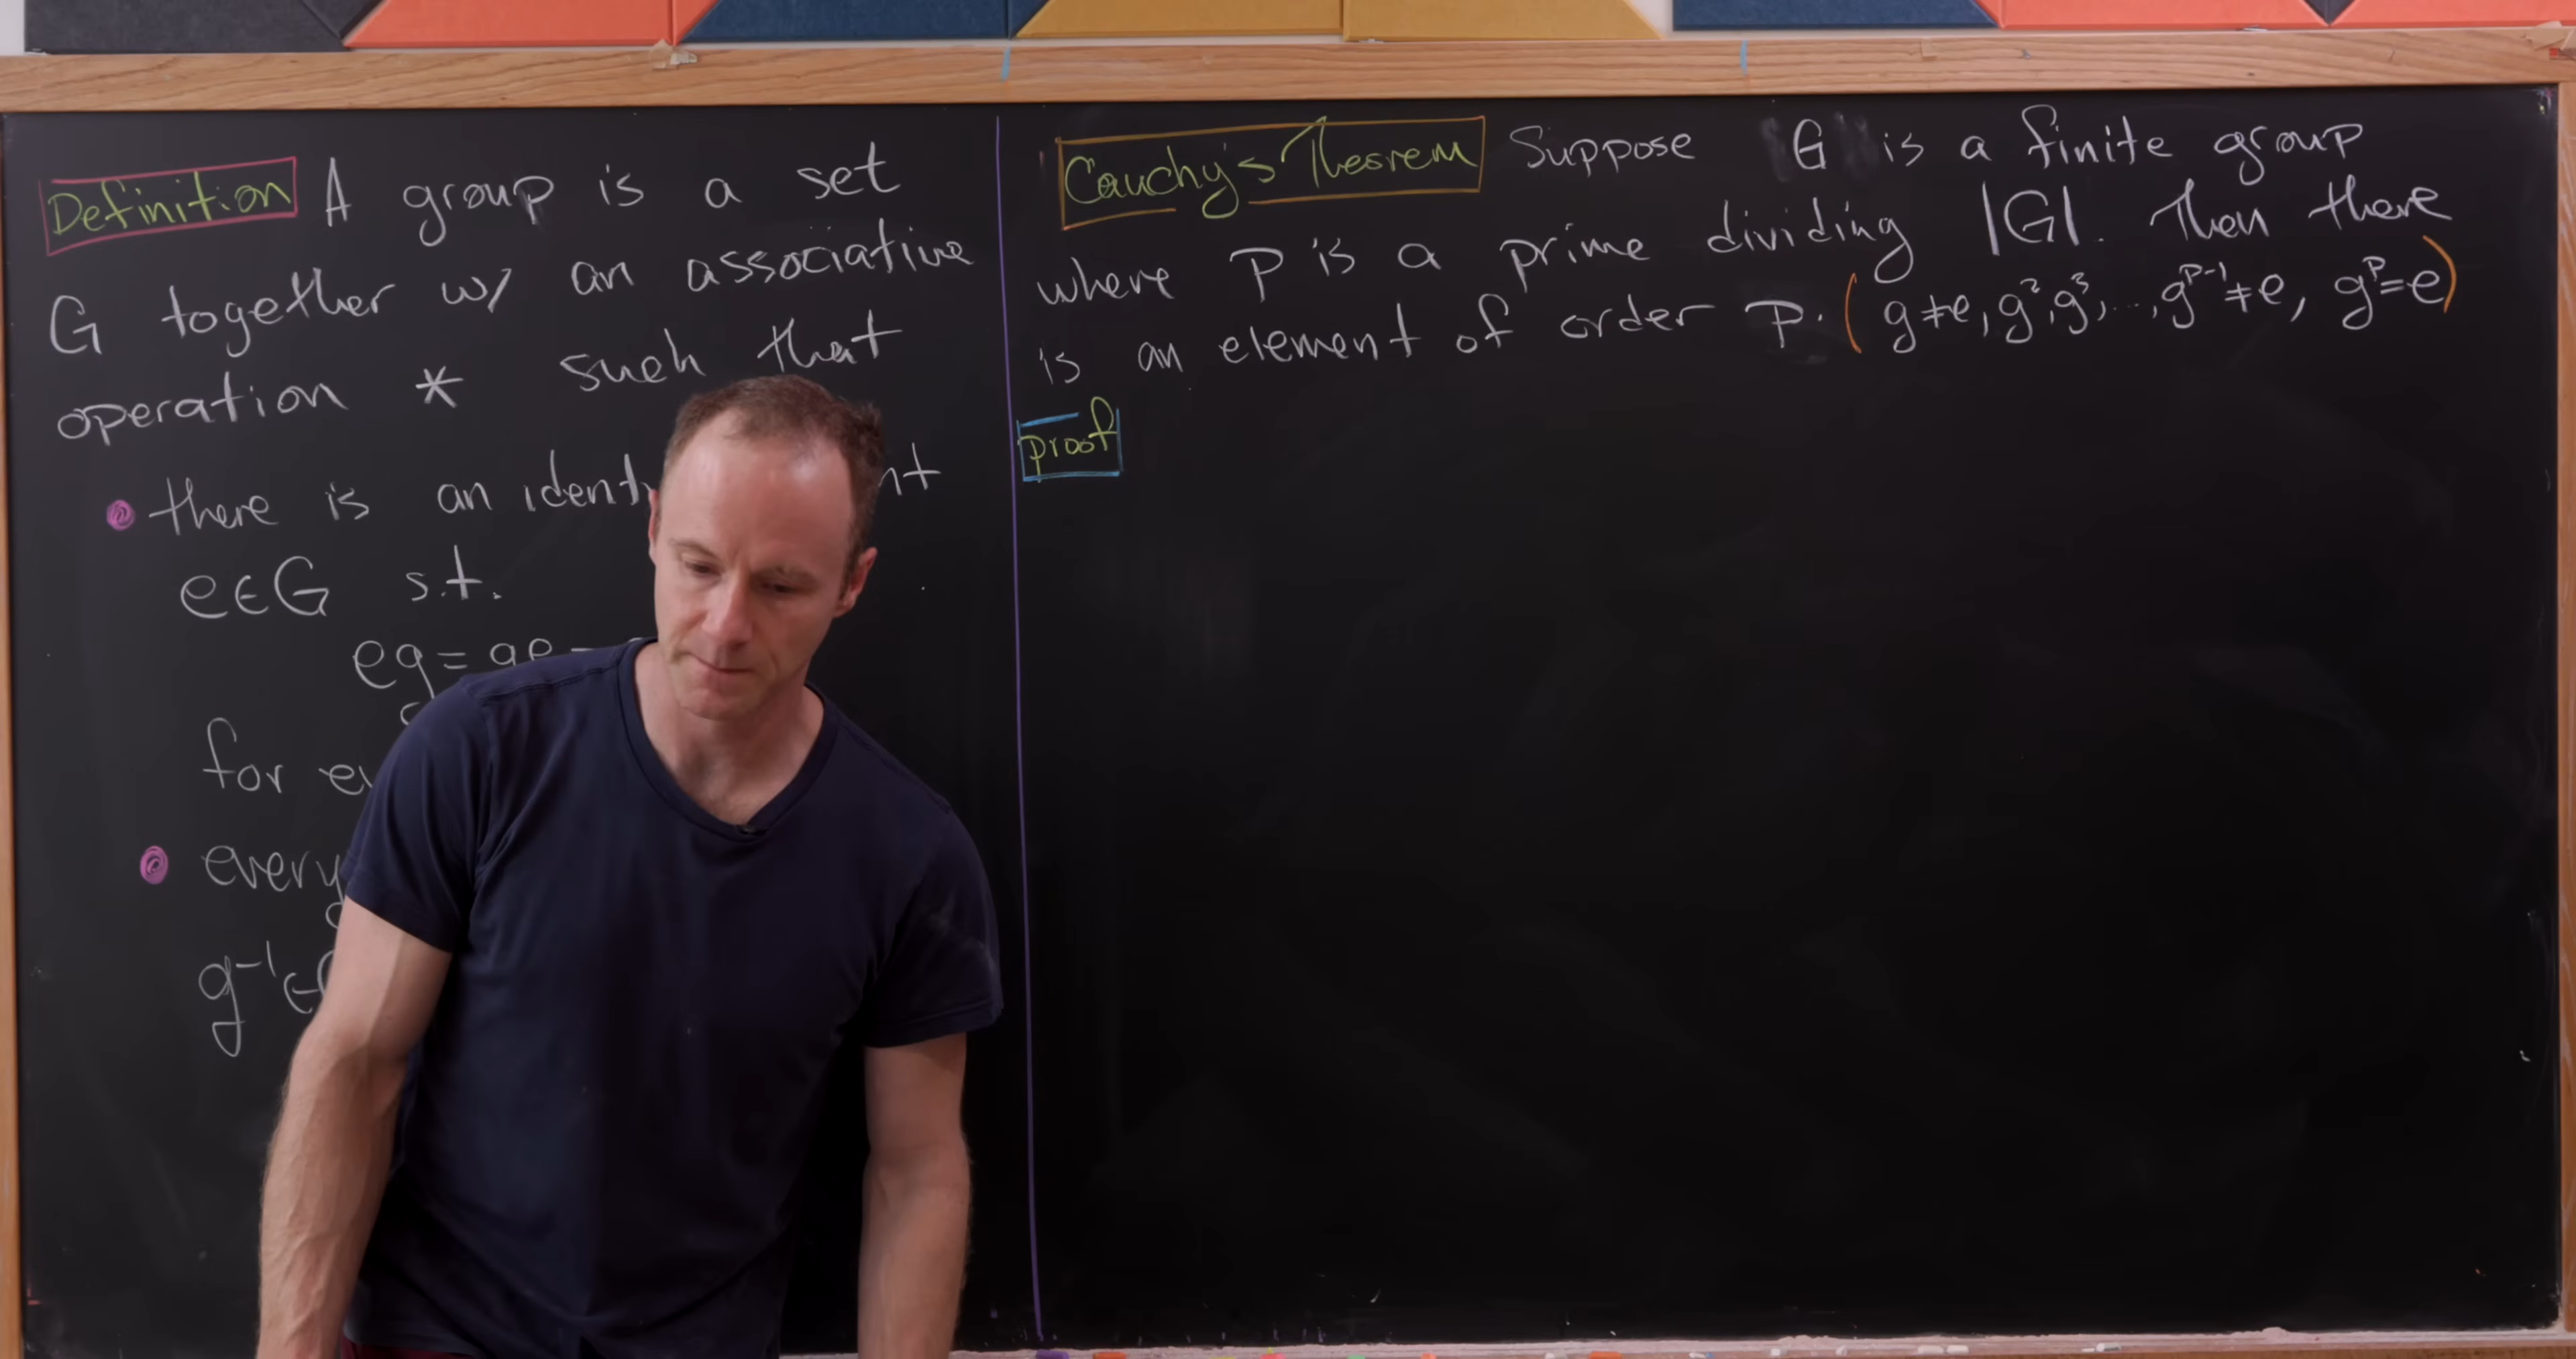 Definition A group is a set
G together w/ an associative
operation * such that
• there is an
e∈G s.t.
eg = ge =
for
• every
g⁻¹∈
Cauchy's Theorem Suppose G is a finite group
where P is a prime dividing |G|. Then there
is an element of order P. (g≠e, g², g³, ..., g^{P-1}≠e, g^P=e)
proof